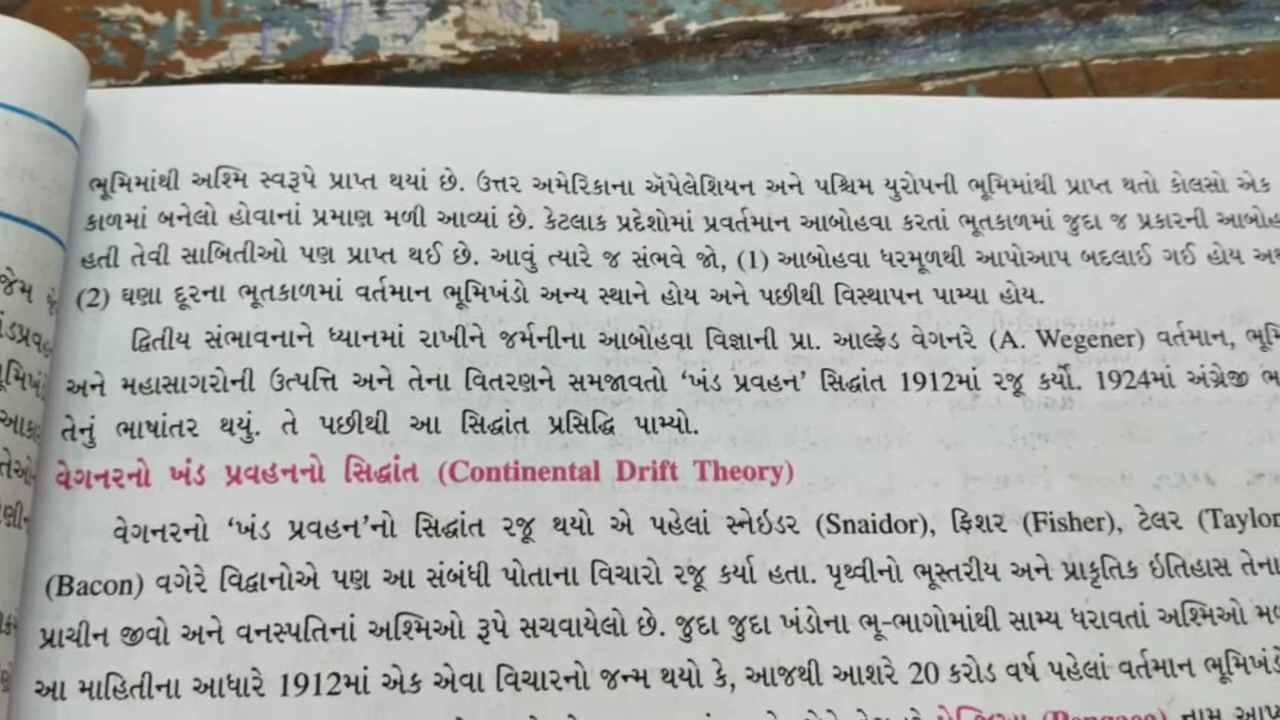 ભૂમિમાંથી અશ્મિ સ્વરૂપે પ્રાપ્ત થયાં છે. ઉત્તર અમેરિકાના ઍપેલેશિયન અને પશ્ચિમ યુરોપની ભૂમિમાંથી પ્રાપ્ત થતો કોલસો એક
કાળમાં બનેલો હોવાનાં પ્રમાણ મળી આવ્યાં છે. કેટલાક પ્રદેશોમાં પ્રવર્તમાન આબોહવા કરતાં ભૂતકાળમાં જુદા જ પ્રકારની
હતી તેવી સાબિતીઓ પણ પ્રાપ્ત થઈ છે. આવું ત્યારે જ સંભવે જો, (1) આબોહવા ધરમૂળથી આપોઆપ બદલાઈ ગઈ હોય
(2) ઘણા દૂરના ભૂતકાળમાં વર્તમાન ભૂમિખંડો અન્ય સ્થાને હોય અને પછીથી વિસ્થાપન પામ્યા હોય.
દ્વિતીય સંભાવનાને ધ્યાનમાં રાખીને જર્મનીના આબોહવા વિજ્ઞાની પ્રા. આલ્ફ્રેડ વેગનરે (A. Wegener) વર્તમાન,
અને મહાસાગરોની ઉત્પત્તિ અને તેના વિતરણને સમજાવતો ‘ખંડ પ્રવહન’ સિદ્ધાંત 1912માં રજૂ કર્યો. 1924માં અંગ્રેજી
તેનું ભાષાંતર થયું. તે પછીથી આ સિદ્ધાંત પ્રસિદ્ધિ પામ્યો.
વેગનરનો ખંડ પ્રવહનનો સિદ્ધાંત (Continental Drift Theory)
વેગનરનો ‘ખંડ પ્રવહન’નો સિદ્ધાંત રજૂ થયો એ પહેલાં સ્નેઇડર (Snaidor), ફિશર (Fisher), ટેલર (Taylor
(Bacon) વગેરે વિદ્વાનોએ પણ આ સંબંધી પોતાના વિચારો રજૂ કર્યા હતા. પૃથ્વીનો ભૂસ્તરીય અને પ્રાકૃતિક ઇતિહાસ તેના
પ્રાચીન જીવો અને વનસ્પતિનાં અશ્મિઓ રૂપે સચવાયેલો છે. જુદા જુદા ખંડોના ભૂ-ભાગોમાંથી સામ્ય ધરાવતાં અશ્મિઓ
આ માહિતીના આધારે 1912માં એક એવા વિચારનો જન્મ થયો કે, આજથી આશરે 20 કરોડ વર્ષ પહેલાં વર્તમાન